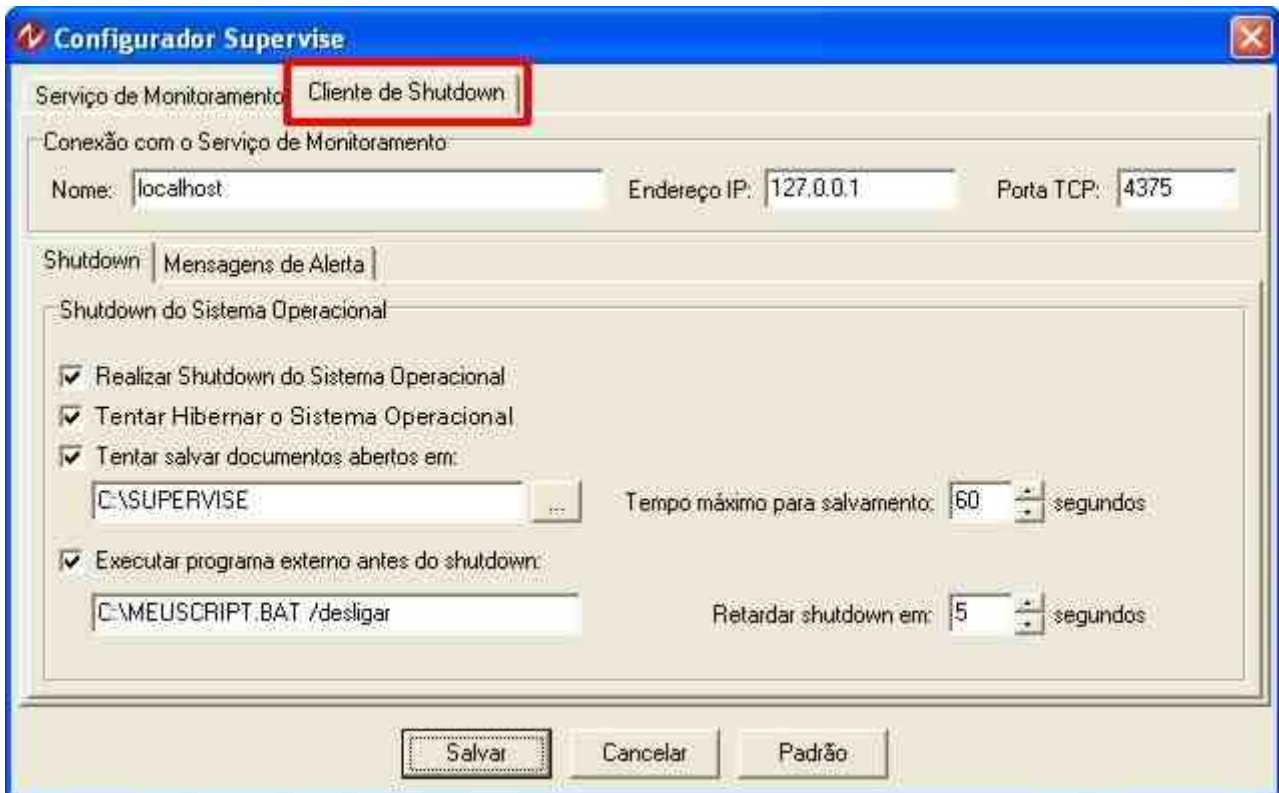 Configurador Supervise
Serviço de Monitoramento Cliente de Shutdown
Conexão com o Serviço de Monitoramento
Nome: localhost Endereço IP: 127.0.0.1 Porta TCP: 4375
Shutdown Mensagens de Alerta
Shutdown do Sistema Operacional
Realizar Shutdown do Sistema Operacional
Tentar Hibernar o Sistema Operacional
Tentar salvar documentos abertos em:
C:\SUPERVISE ... Tempo máximo para salvamento: 60 segundos
Executar programa externo antes do shutdown:
C:\MEUSCRIPT.BAT /desligar Retardar shutdown em: 5 segundos
Salvar Cancelar Padrão